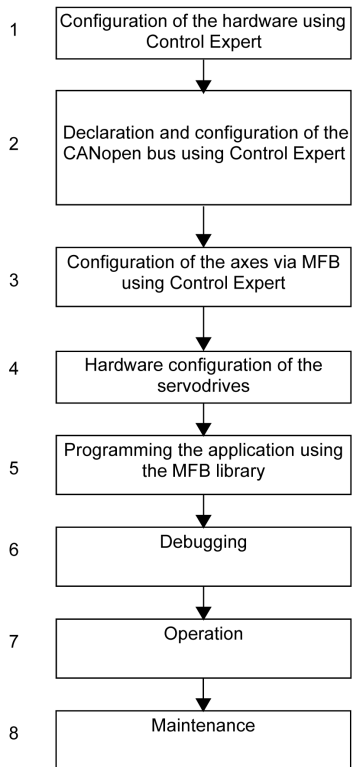 1
Configuration of the hardware using
Control Expert
2
Declaration and configuration of the
CANopen bus using Control Expert
3
Configuration of the axes via MFB
using Control Expert
4
Hardware configuration of the
servodrives
5
Programming the application using
the MFB library
6
Debugging
7
Operation
8
Maintenance